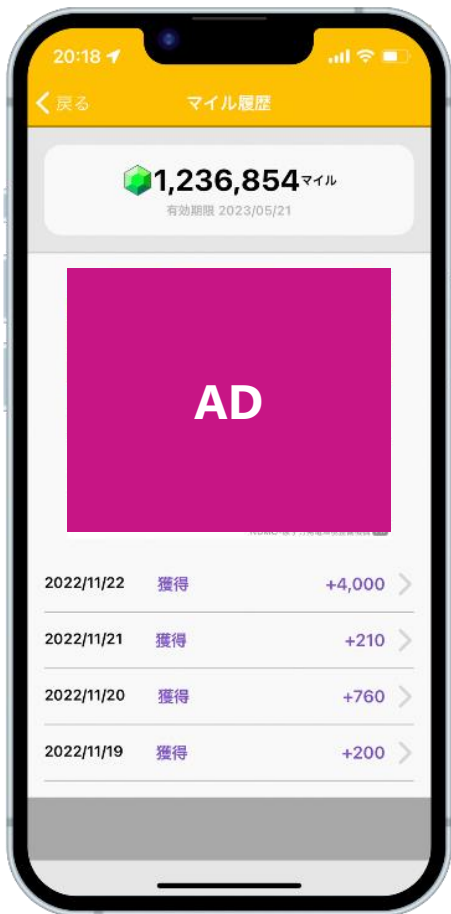 20:18
戻る
マイル履歴
1,236,854マイル
有効期限 2023/05/21
AD
2022/11/22 獲得 +4,000
2022/11/21 獲得 +210
2022/11/20 獲得 +760
2022/11/19 獲得 +200